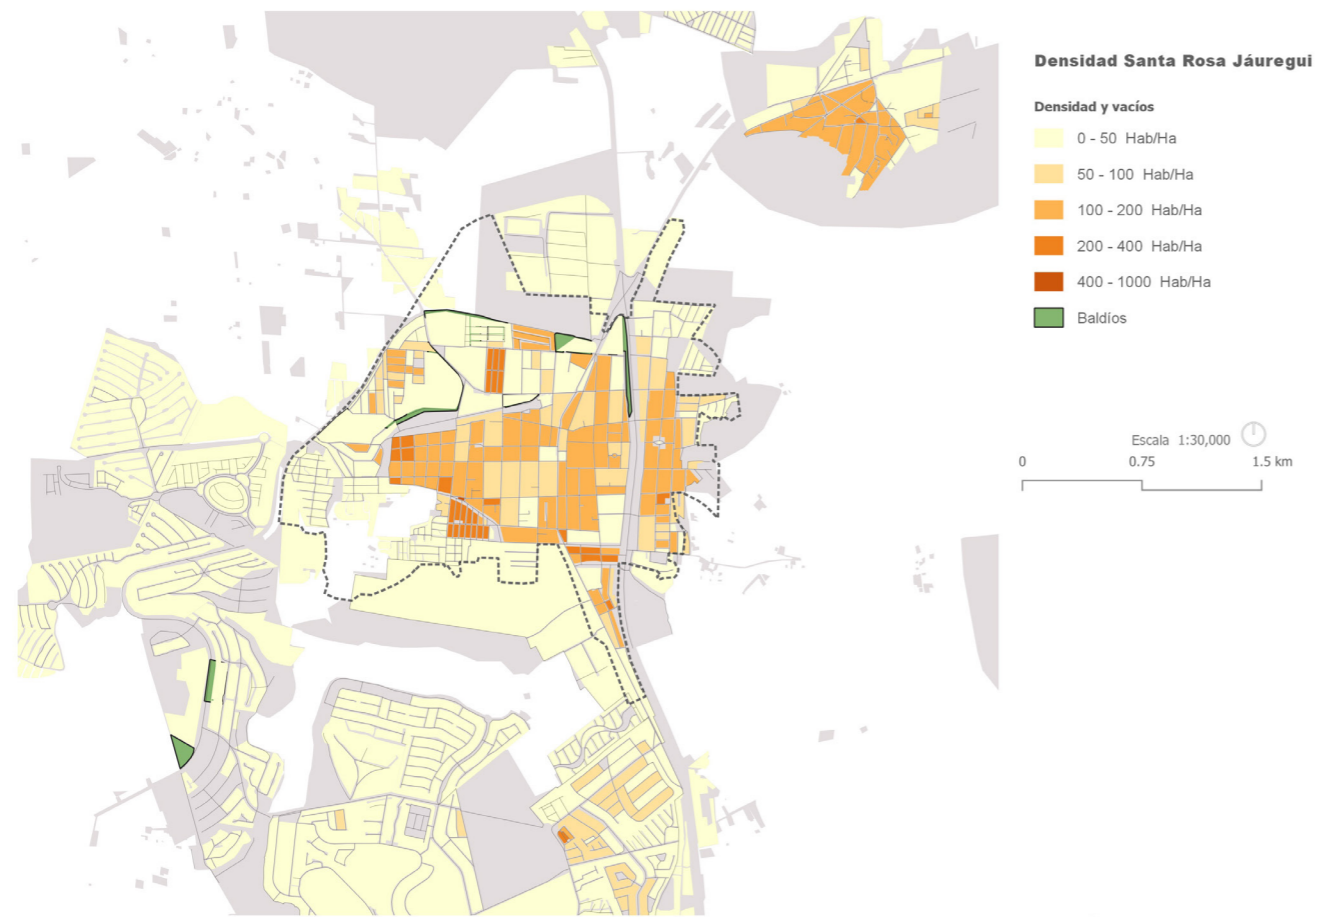 Densidad Santa Rosa Jáuregui
Densidad y vacíos
0 - 50 Hab/Ha
50 - 100 Hab/Ha
100 - 200 Hab/Ha
200 - 400 Hab/Ha
400 - 1000 Hab/Ha
Baldíos
Escala 1:30,000
0 0.75 1.5 km